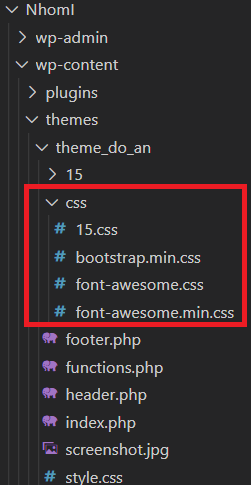 NhomI
wp-admin
wp-content
plugins
themes
theme_do_an
15
css
# 15.css
# bootstrap.min.css
# font-awesome.css
# font-awesome.min.css
footer.php
functions.php
header.php
index.php
screenshot.jpg
# style.css